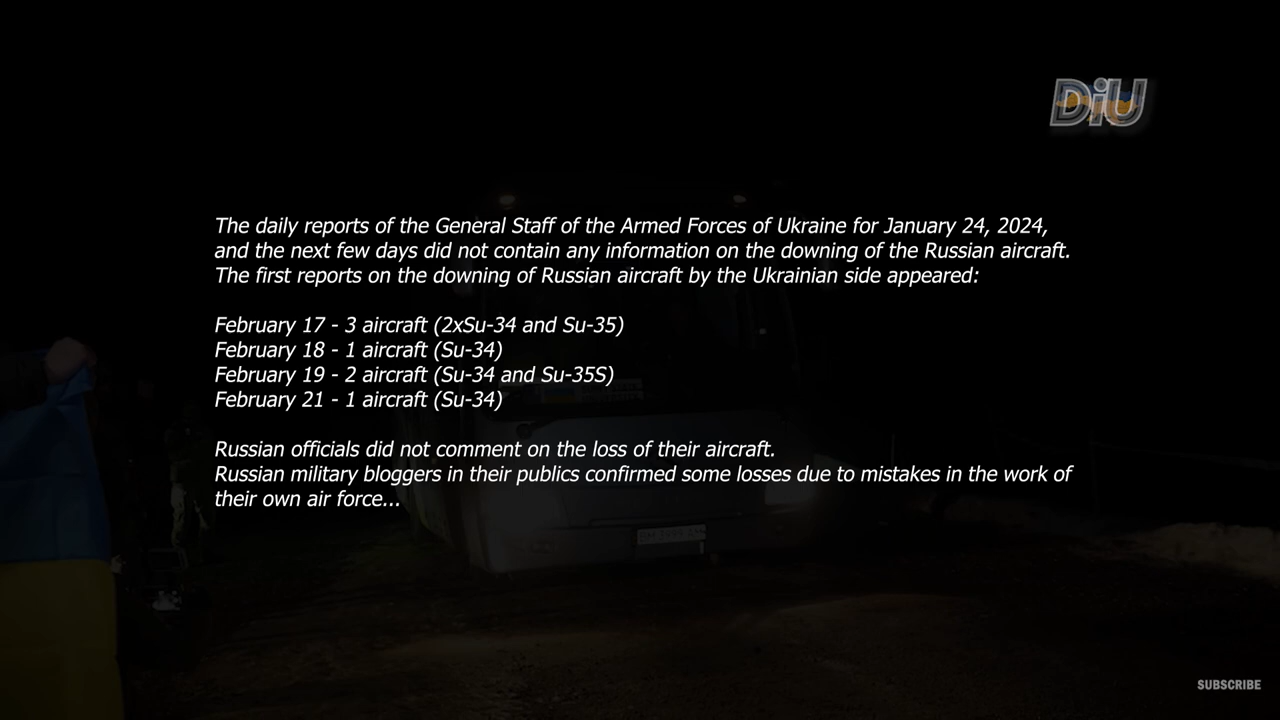 DiU
The daily reports of the General Staff of the Armed Forces of Ukraine for January 24, 2024,
and the next few days did not contain any information on the downing of the Russian aircraft.
The first reports on the downing of Russian aircraft by the Ukrainian side appeared:
February 17 - 3 aircraft (2xSu-34 and Su-35)
February 18 - 1 aircraft (Su-34)
February 19 - 2 aircraft (Su-34 and Su-35S)
February 21 - 1 aircraft (Su-34)
Russian officials did not comment on the loss of their aircraft.
Russian military bloggers in their publics confirmed some losses due to mistakes in the work of
their own air force...
SUBSCRIBE